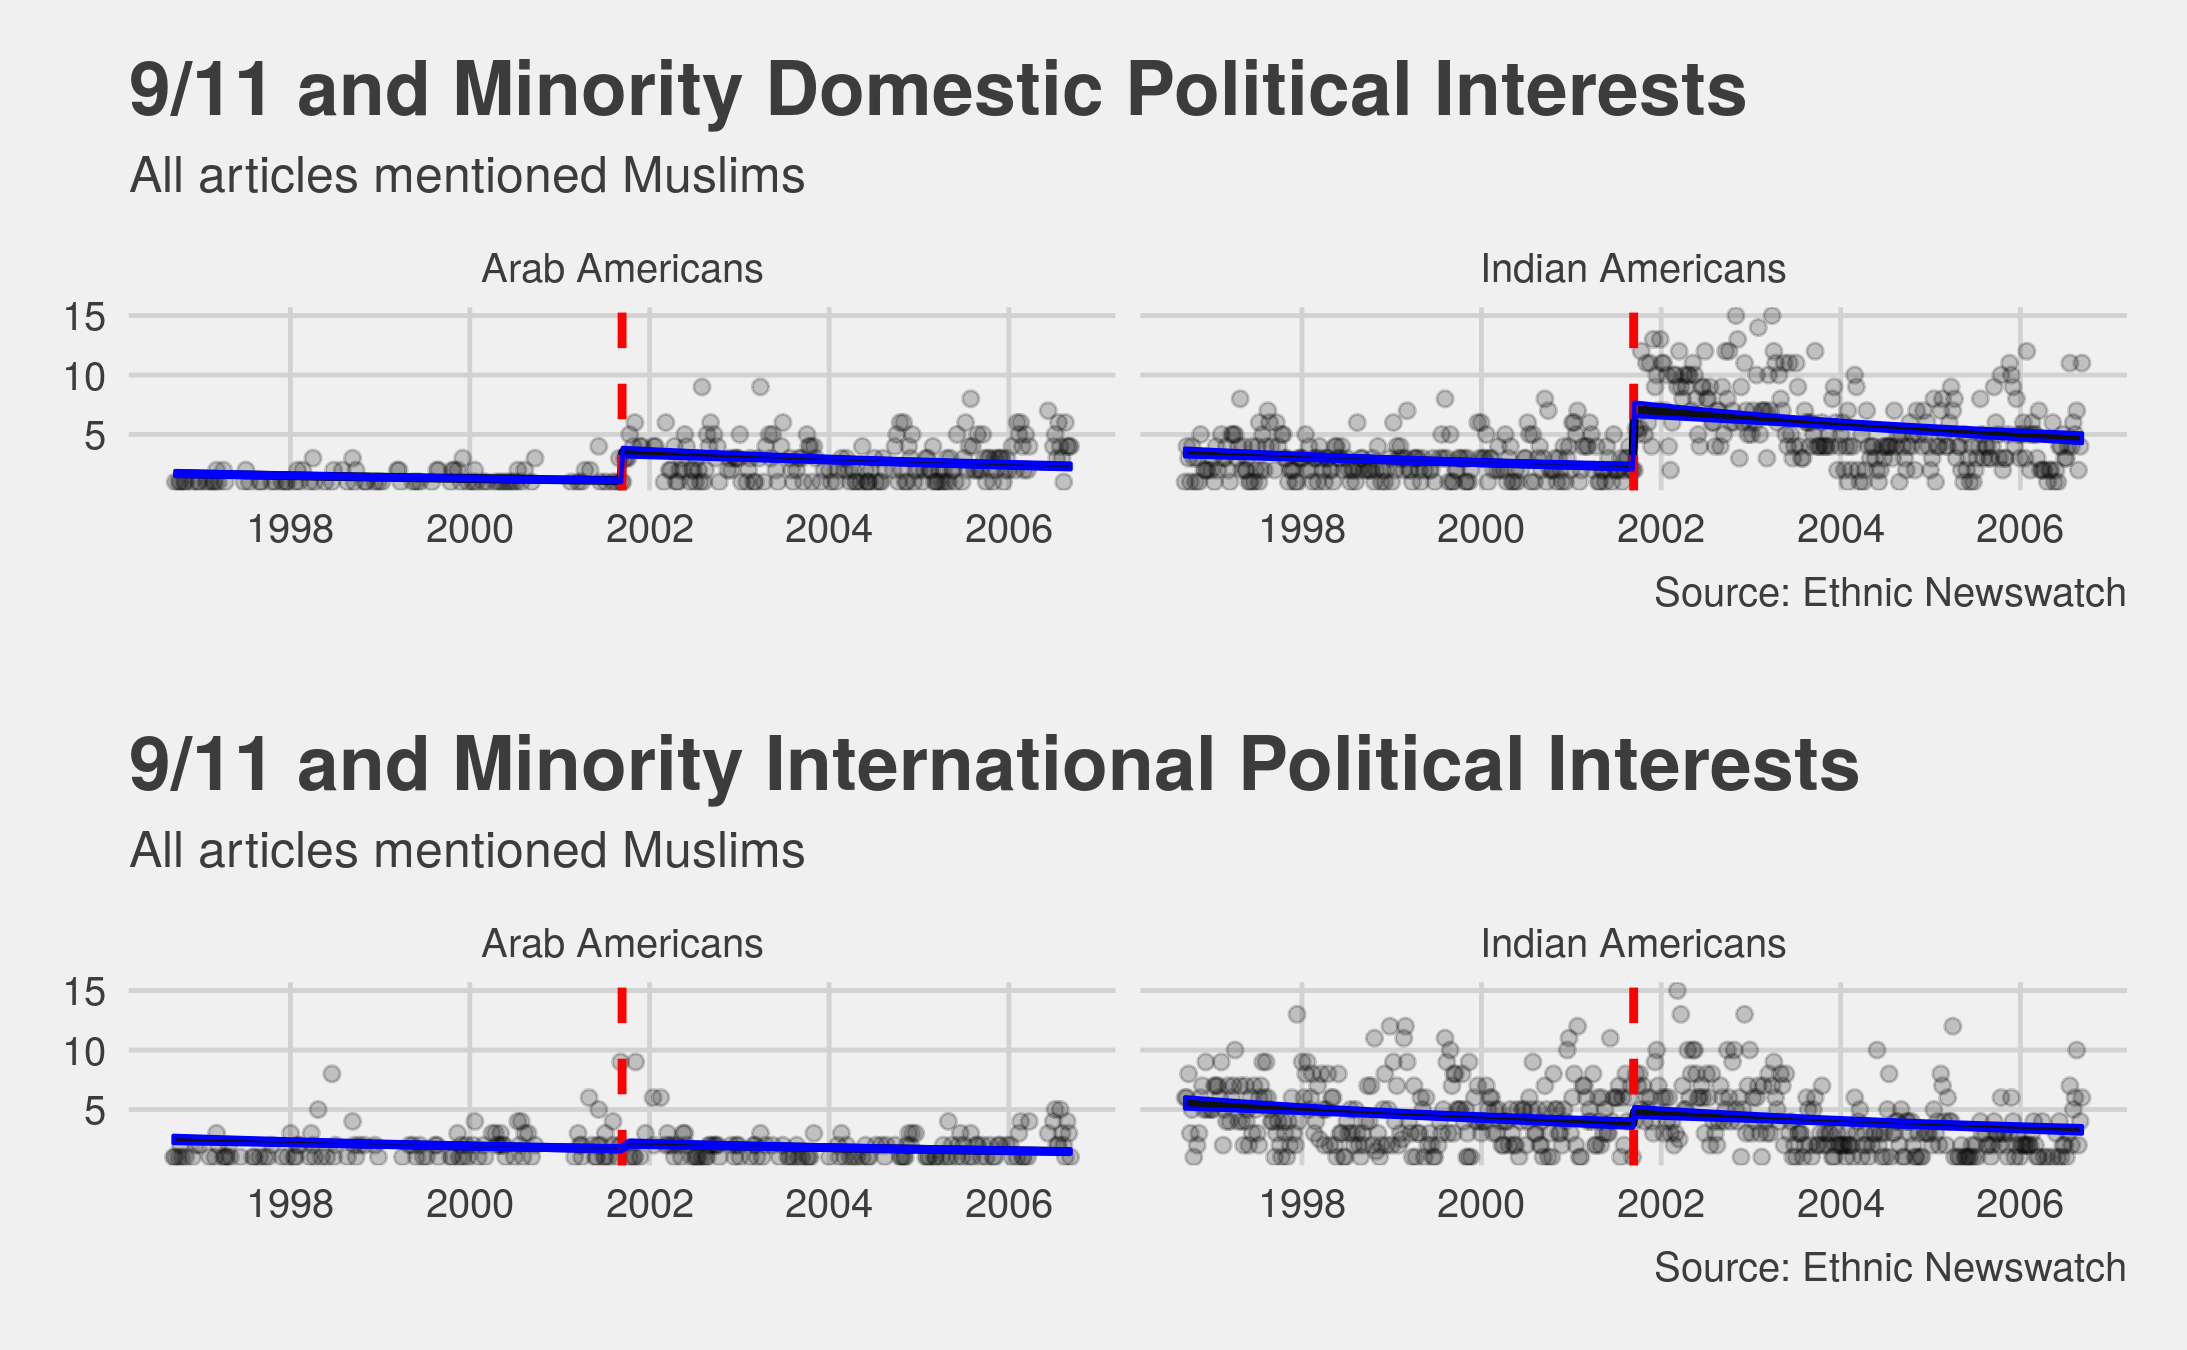 9/11 and Minority Domestic Political Interests
All articles mentioned Muslims
Arab Americans
Indian Americans
15
10
5
1998 2000 2002 2004 2006
1998 2000 2002 2004 2006
Source: Ethnic Newswatch
9/11 and Minority International Political Interests
All articles mentioned Muslims
Arab Americans
Indian Americans
15
10
5
1998 2000 2002 2004 2006
1998 2000 2002 2004 2006
Source: Ethnic Newswatch